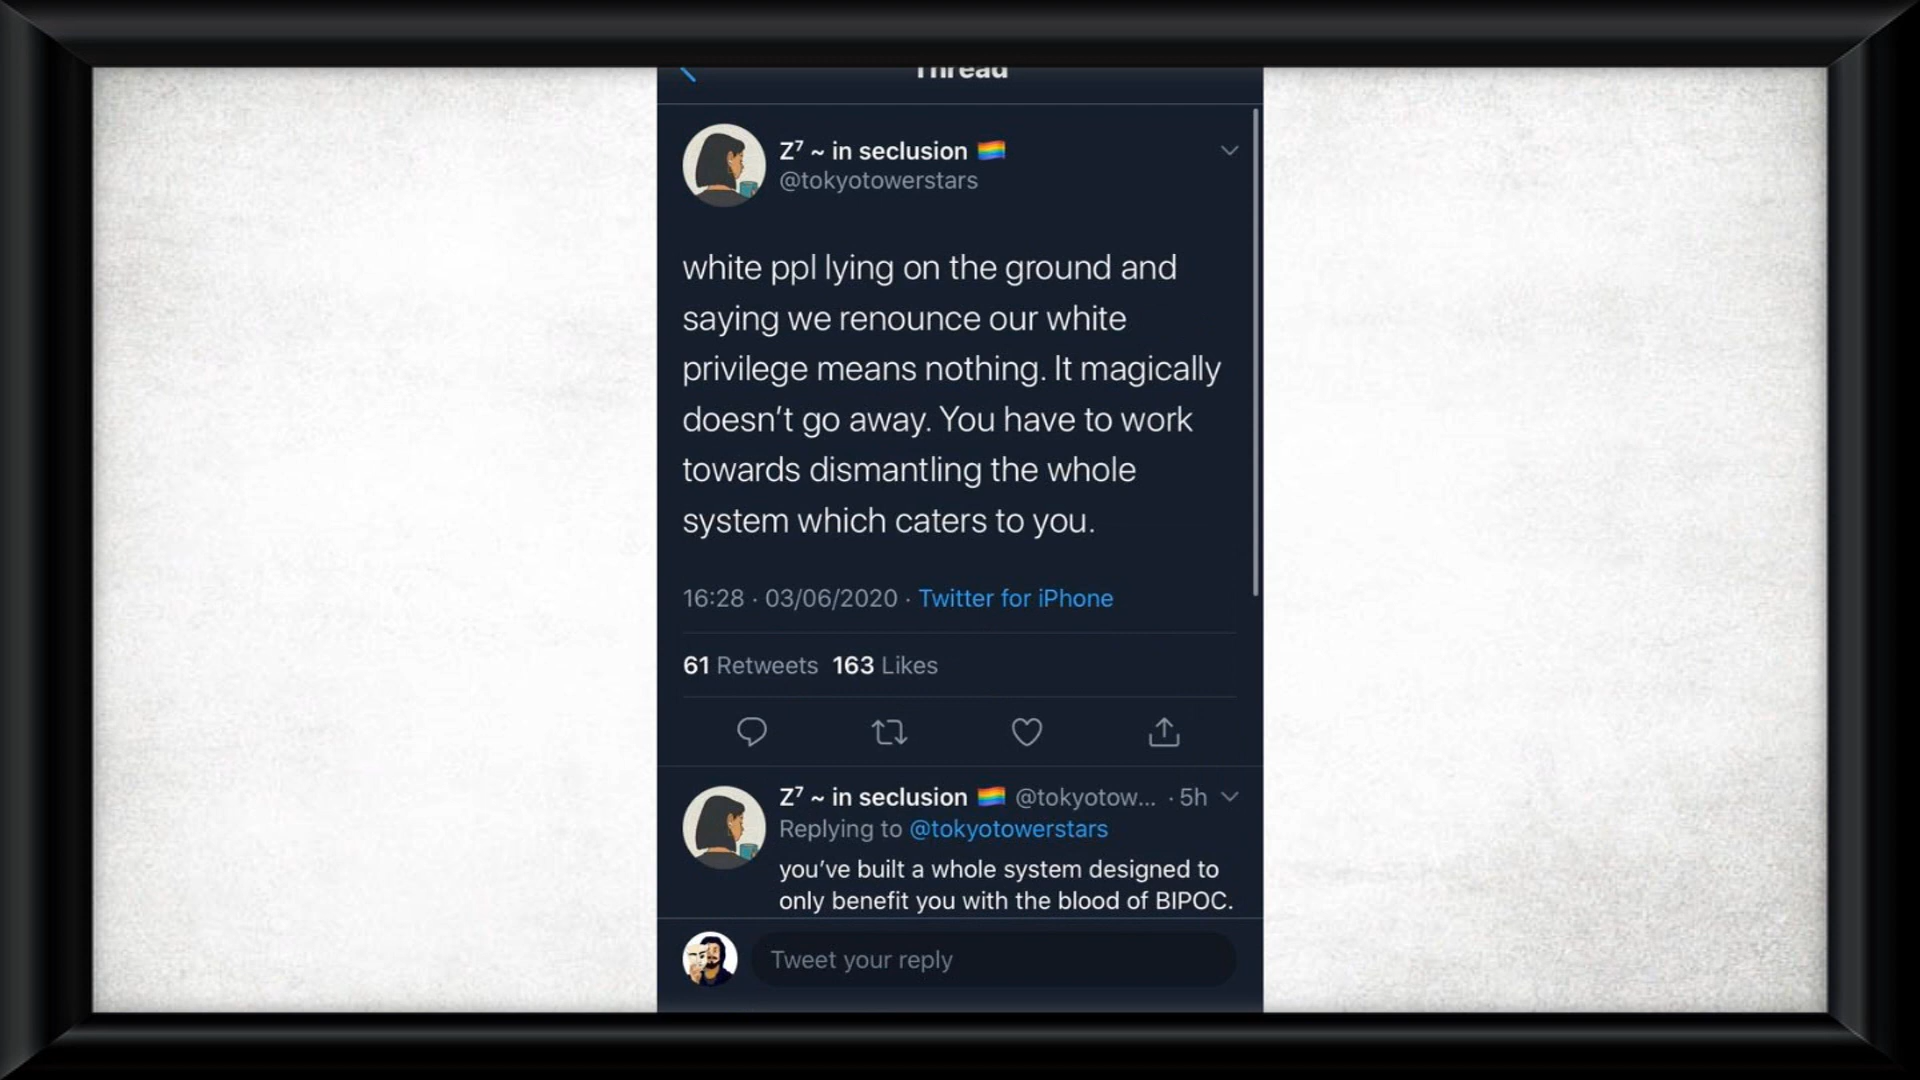 Thread
Z⁷ ~ in seclusion 🏳️‍🌈
@tokyotowerstars
white ppl lying on the ground and
saying we renounce our white
privilege means nothing. It magically
doesn't go away. You have to work
towards dismantling the whole
system which caters to you.
16:28 · 03/06/2020 · Twitter for iPhone
61 Retweets 163 Likes
Z⁷ ~ in seclusion 🏳️‍🌈 @tokyotow... · 5h
Replying to @tokyotowerstars
you've built a whole system designed to
only benefit you with the blood of BIPOC.
Tweet your reply